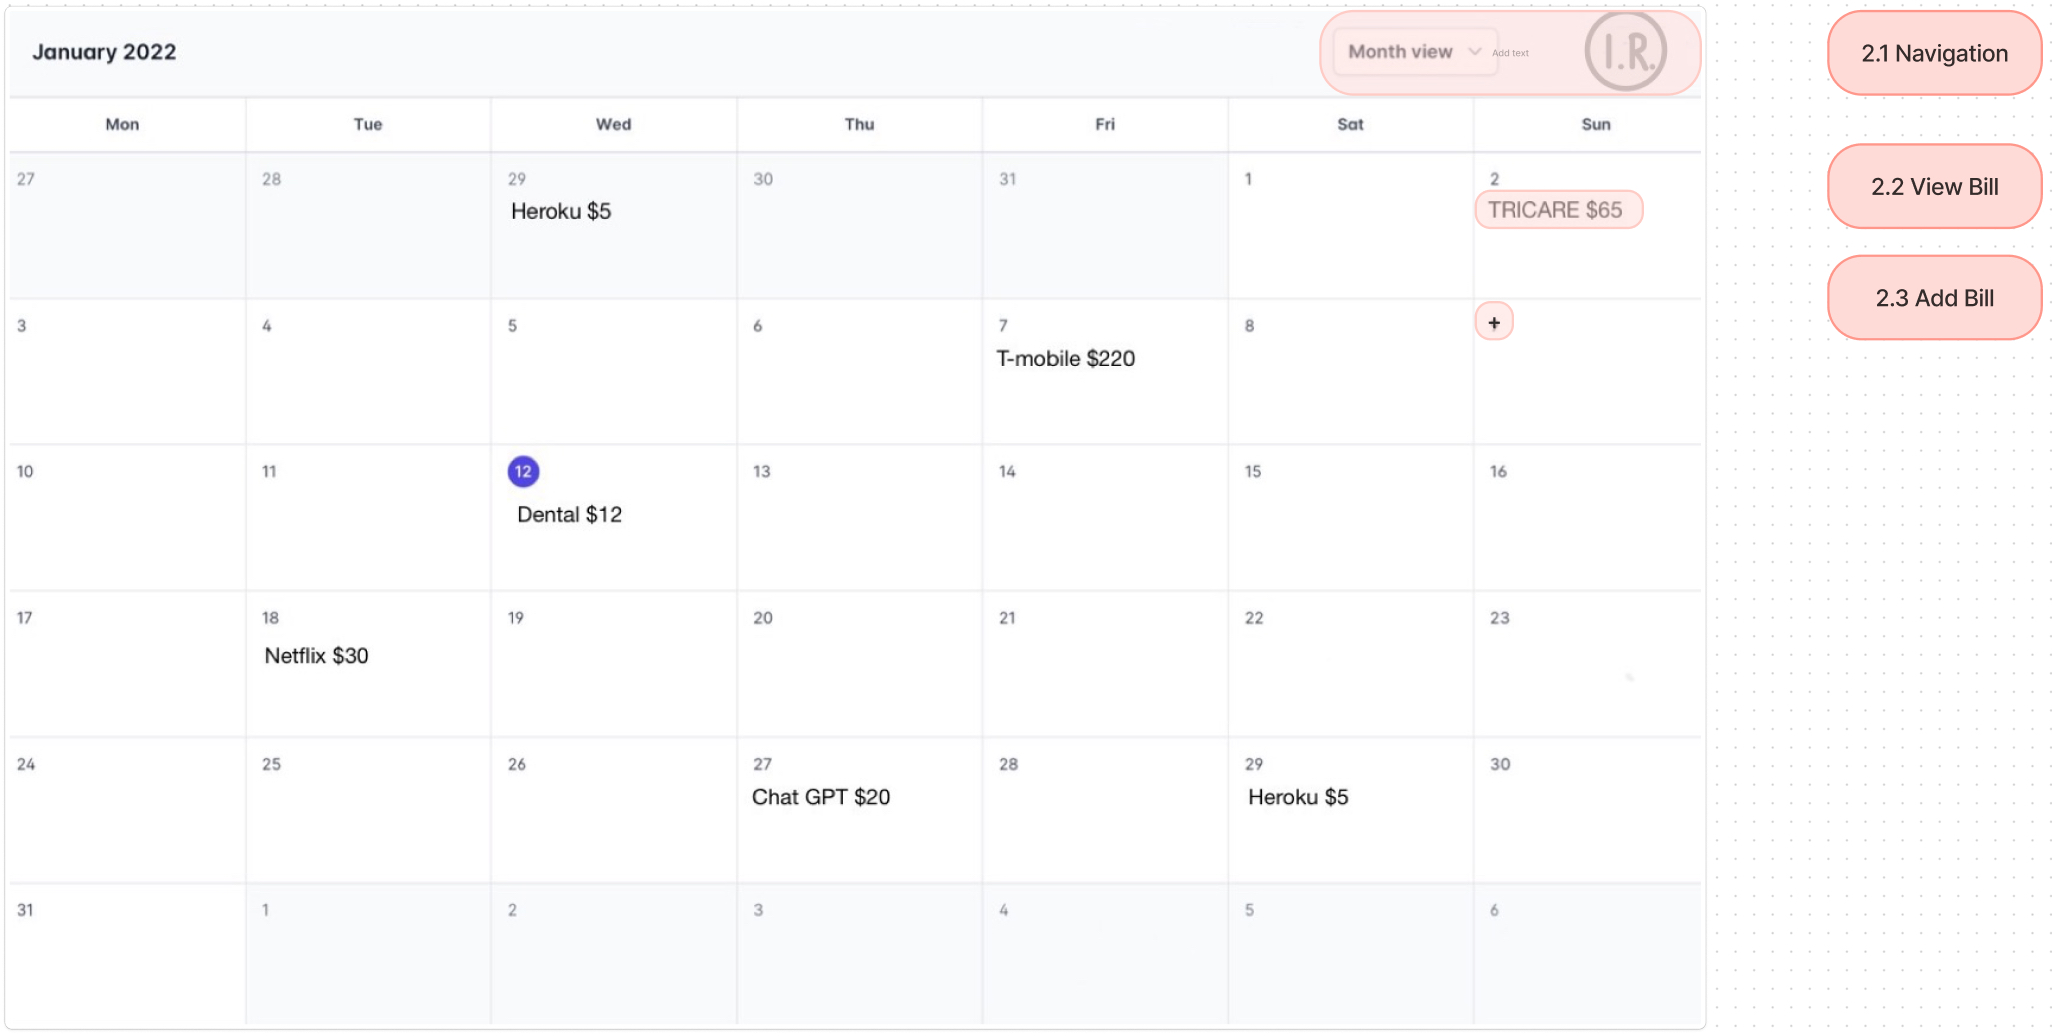 January 2022
Month view
Add text
I.R.
2.1 Navigation
Mon Tue Wed Thu Fri Sat Sun
2.2 View Bill
27 28 29 30 31 1 2
Heroku $5 TRICARE $65
2.3 Add Bill
3 4 5 6 7 8 +
T-mobile $220
10 11 12 13 14 15 16
Dental $12
17 18 19 20 21 22 23
Netflix $30
24 25 26 27 28 29 30
Chat GPT $20 Heroku $5
31 1 2 3 4 5 6